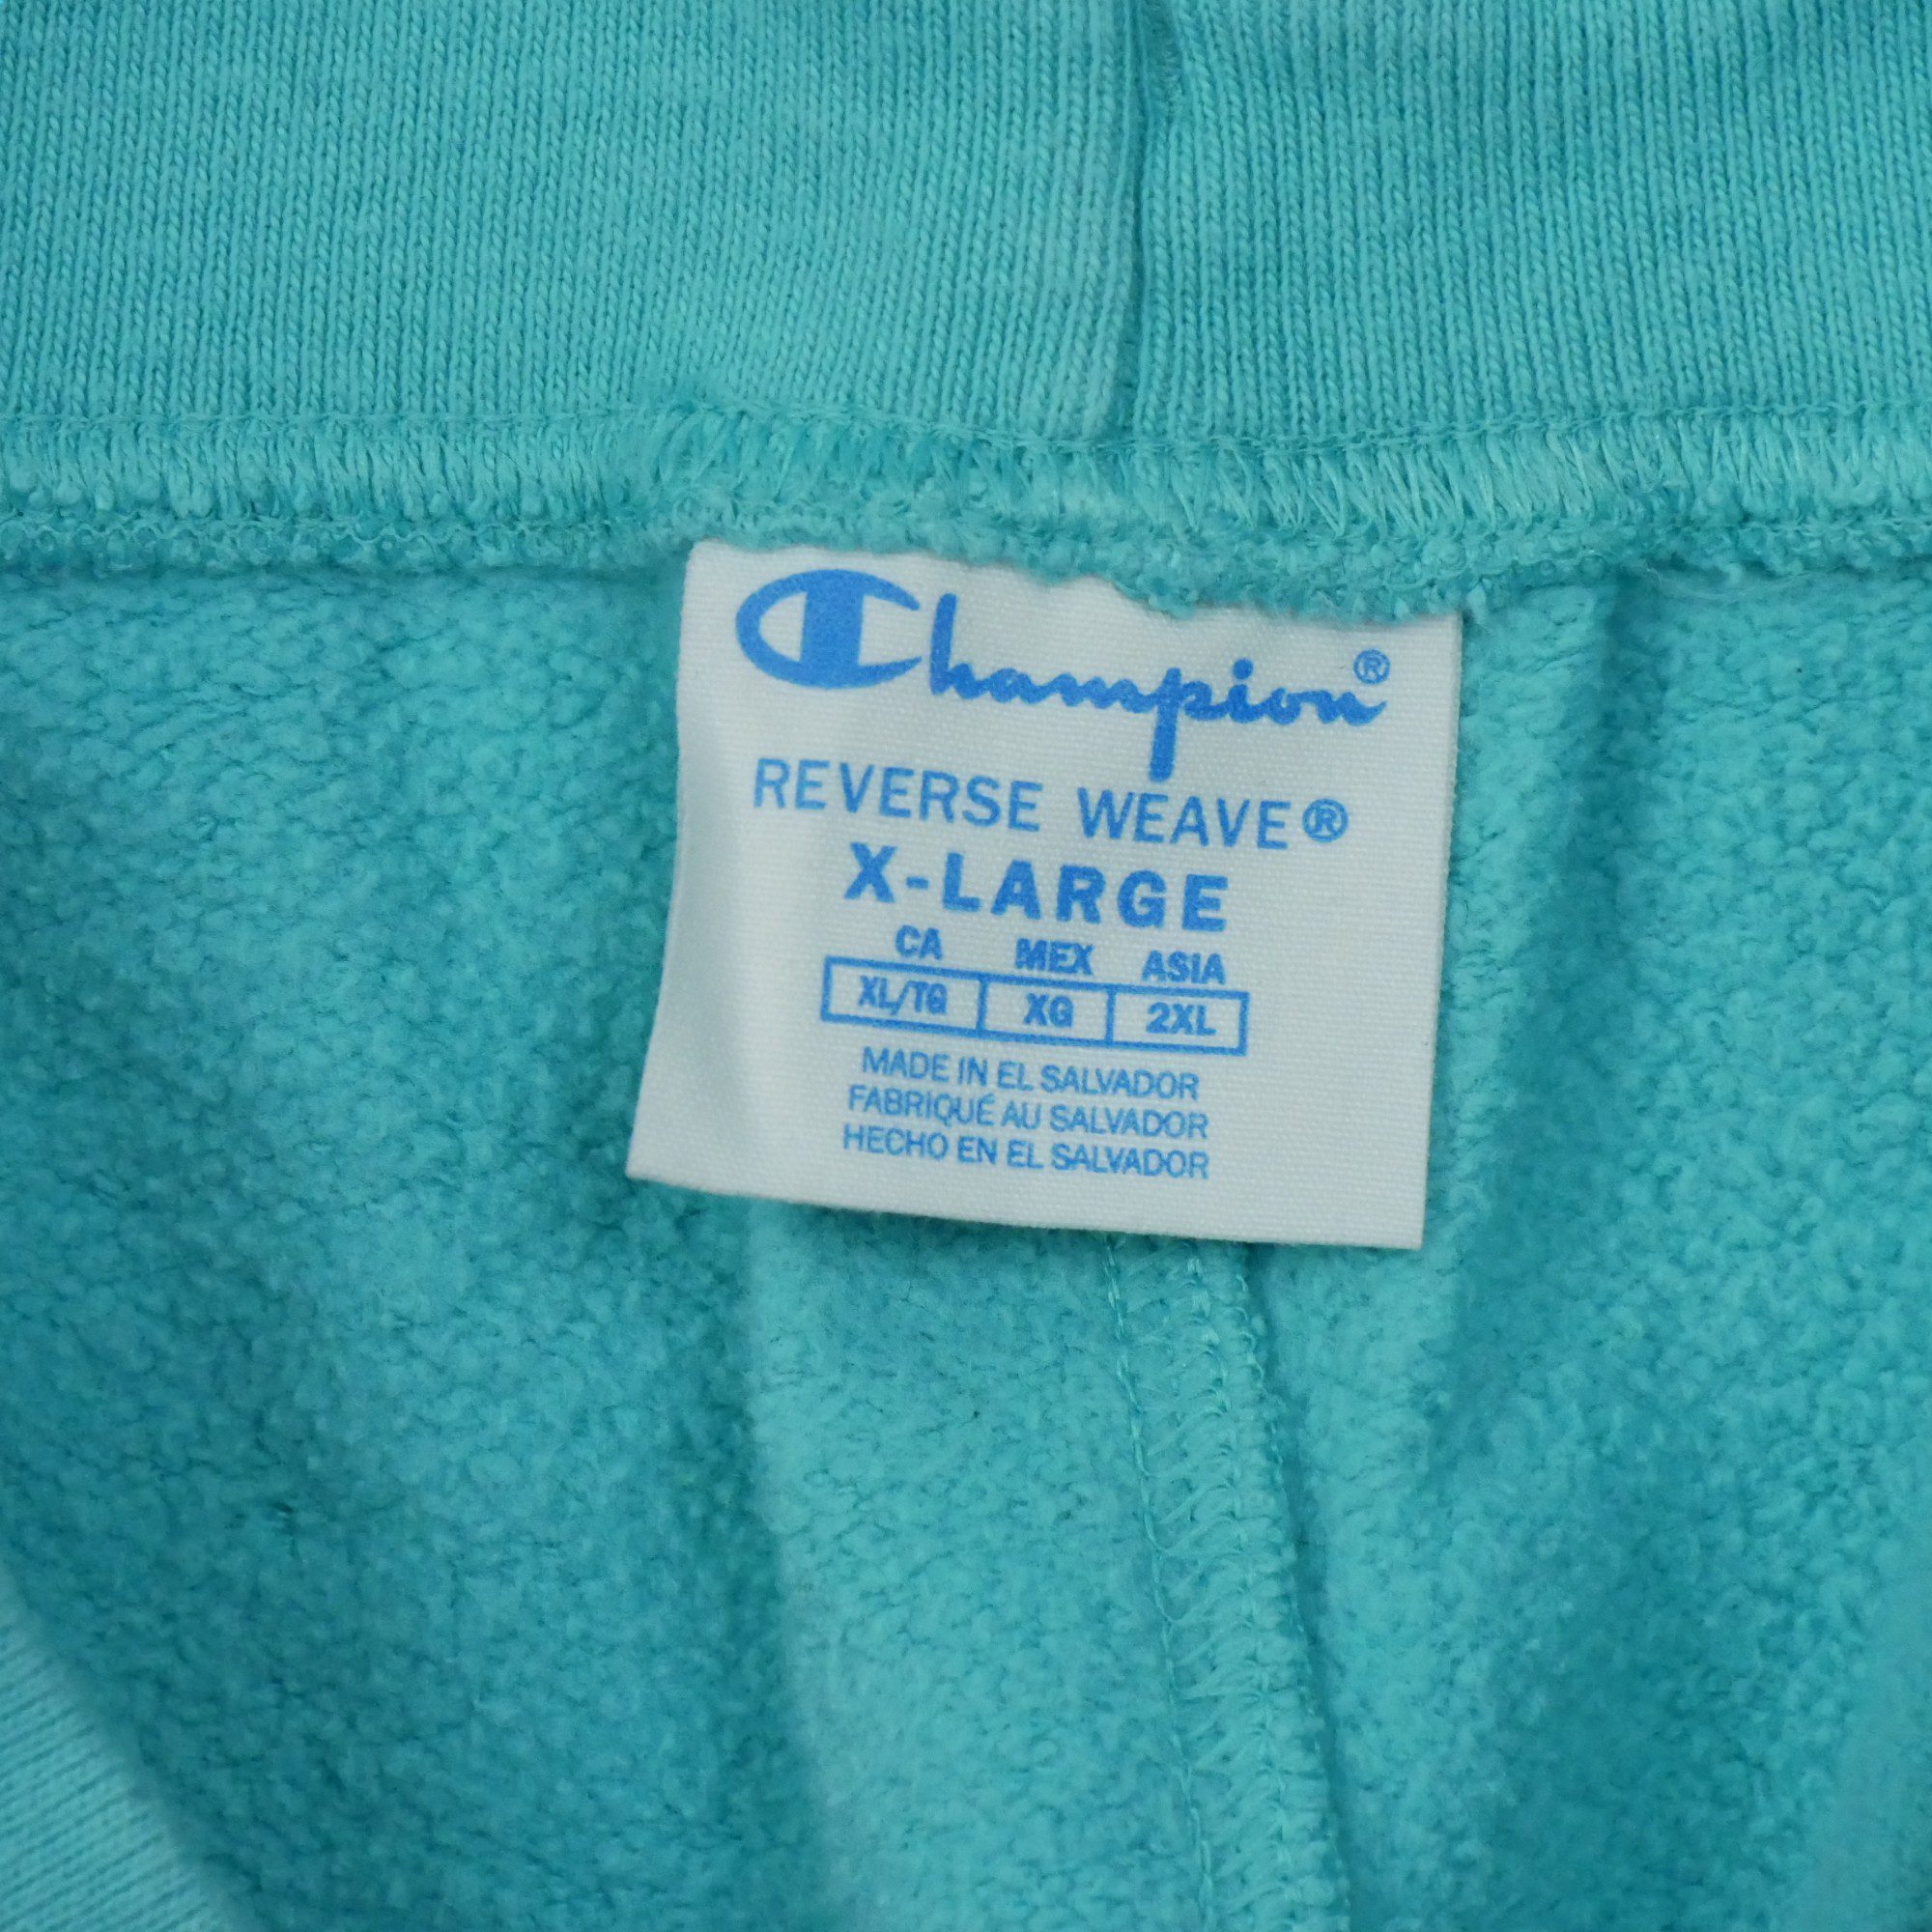 Champion®
REVERSE WEAVE®
X-LARGE
CA MEX ASIA
XL/TG XG 2XL
MADE IN EL SALVADOR
FABRIQUÉ AU SALVADOR
HECHO EN EL SALVADOR